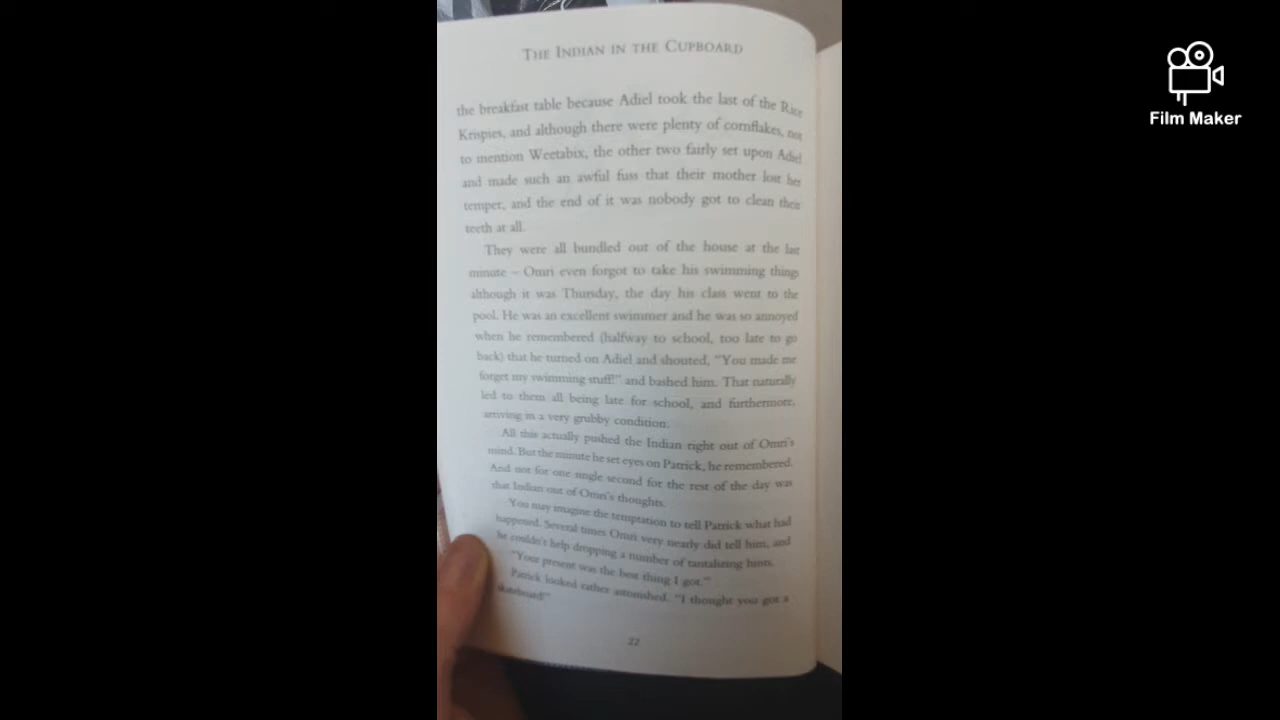 THE INDIAN IN THE CUPBOARD
the breakfast table because Adiel took the last of the Rice
Krispies, and although there were plenty of cornflakes, not
to mention Weetabix, the other two fairly set upon Adiel
and made such an awful fuss that their mother lost her
temper, and the end of it was nobody got to clean their
teeth at all.
They were all bundled out of the house at the last
minute – Omri even forgot to take his swimming things
although it was Thursday, the day his class went to the
pool. He was an excellent swimmer and he was so annoyed
when he remembered (halfway to school, too late to go
back) that he turned on Adiel and shouted, "You made me
forget my swimming stuff!" and bashed him. That naturally
led to them all being late for school, and furthermore,
arriving in a very grubby condition.
All this actually pushed the Indian right out of Omri's
mind. But the minute he set eyes on Patrick, he remembered.
And not for one single second for the rest of the day was
that Indian out of Omri's thoughts.
You may imagine the temptation to tell Patrick what had
happened. Several times Omri very nearly did tell him, and
he couldn't help dropping a number of tantalizing hints.
"Your present was the best thing I got."
Patrick looked rather astonished. "I thought you got a
skateboard!"
22
Film Maker